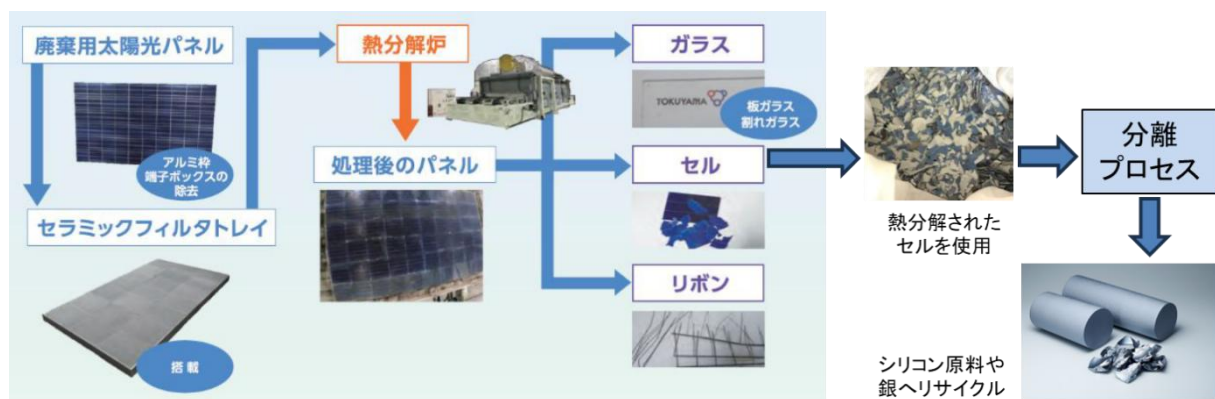 廃棄用太陽光パネル
アルミ枠
端子ボックスの
除去
セラミックフィルタトレイ
搭載
熱分解炉
処理後のパネル
ガラス
TOKUYAMA
板ガラス
割れガラス
セル
リボン
熱分解された
セルを使用
分離
プロセス
シリコン原料や
銀へリサイクル